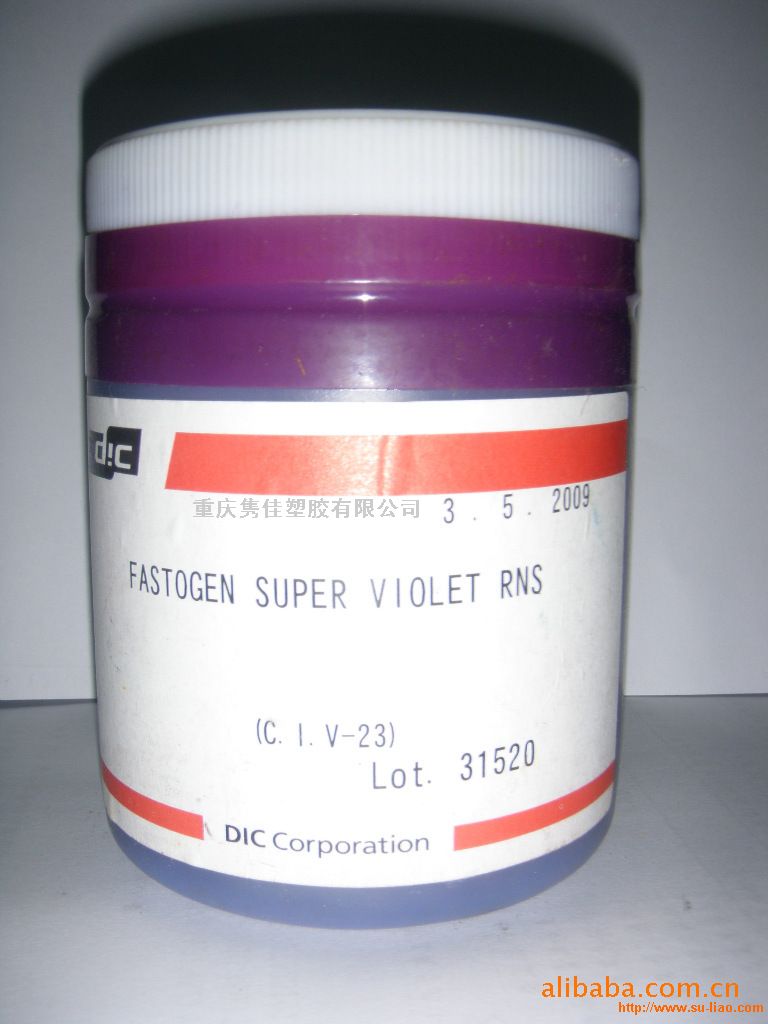 d!c
重庆隽佳塑胶有限公司
3 . 5 . 2009
FASTOGEN SUPER VIOLET RNS
(C. I. V-23)
Lot. 31520
DIC Corporation
alibaba.com.cn
http://www.su-liao.com